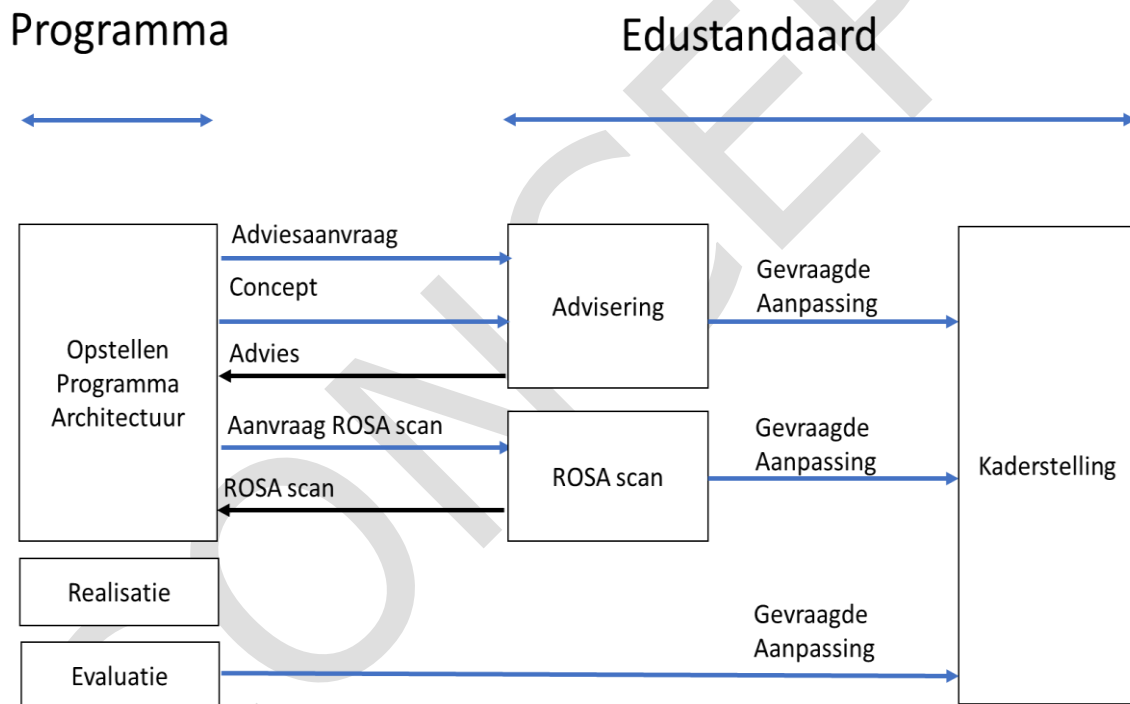 Programma
Edustandaard
Adviesaanvraag
Concept
Advies
Aanvraag ROSA scan
ROSA scan
Opstellen
Programma
Architectuur
Realisatie
Evaluatie
Advisering
ROSA scan
Gevraagde
Aanpassing
Gevraagde
Aanpassing
Gevraagde
Aanpassing
Kaderstelling